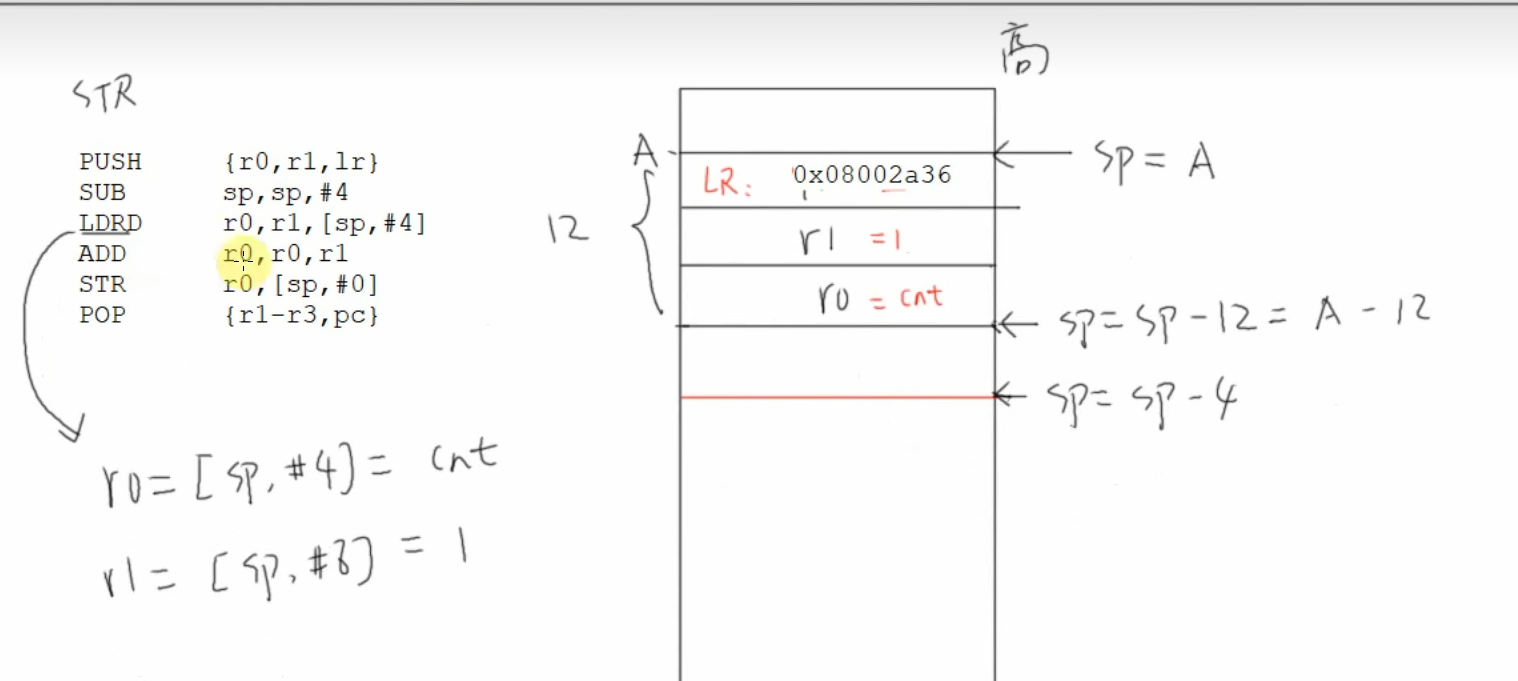 高
STR
PUSH {r0,r1,lr}
SUB sp,sp,#4
LDRD r0,r1,[sp,#4]
ADD r0,r0,r1
STR r0,[sp,#0]
POP {r1-r3,pc}
r0=[sp,#4]= cnt
r1=[sp,#8]=1
A
12
LR: 0x08002a36
r1 =1
r0 = cnt
sp=A
sp=sp-12=A-12
sp=sp-4